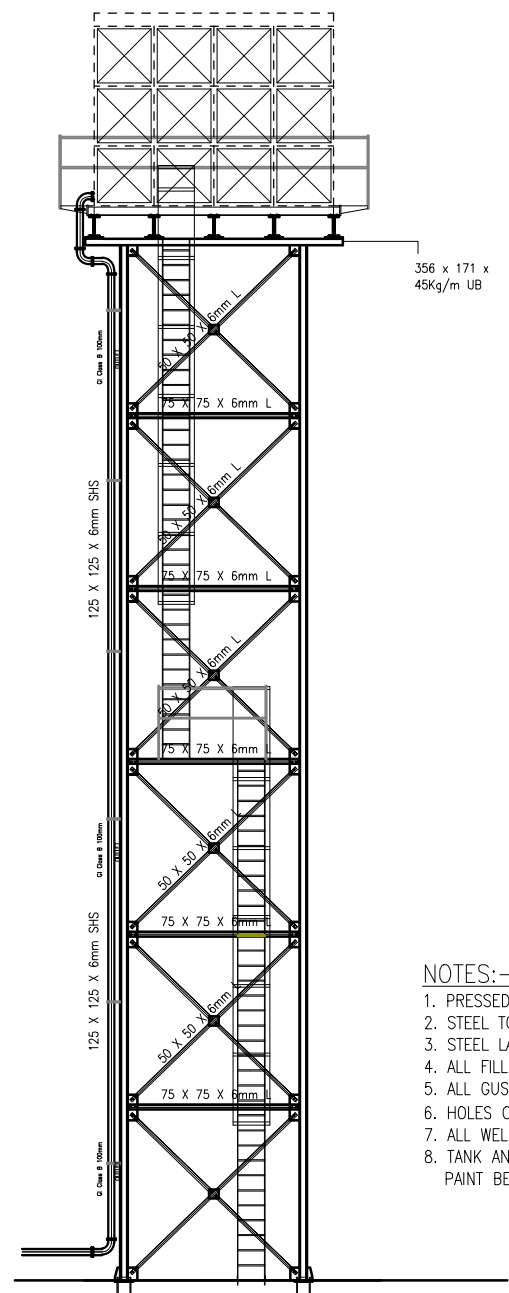 356 x 171 x
45Kg/m UB
50 X 50 X 6mm L
GI Class B 100mm
75 X 75 X 6mm L
50 X 50 X 6mm L
125 X 125 X 6mm SHS
75 X 75 X 6mm L
50 X 50 X 6mm L
75 X 75 X 6mm L
GI Class B 100mm
50 X 50 X 6mm L
75 X 75 X 6mm L
125 X 125 X 6mm SHS
50 X 50 X 6mm
75 X 75 X 6mm L
GI Class B 100mm
NOTES:-
1. PRESSED
2. STEEL TO
3. STEEL LA
4. ALL FILL
5. ALL GUS
6. HOLES
7. ALL WEL
8. TANK AN
PAINT BE